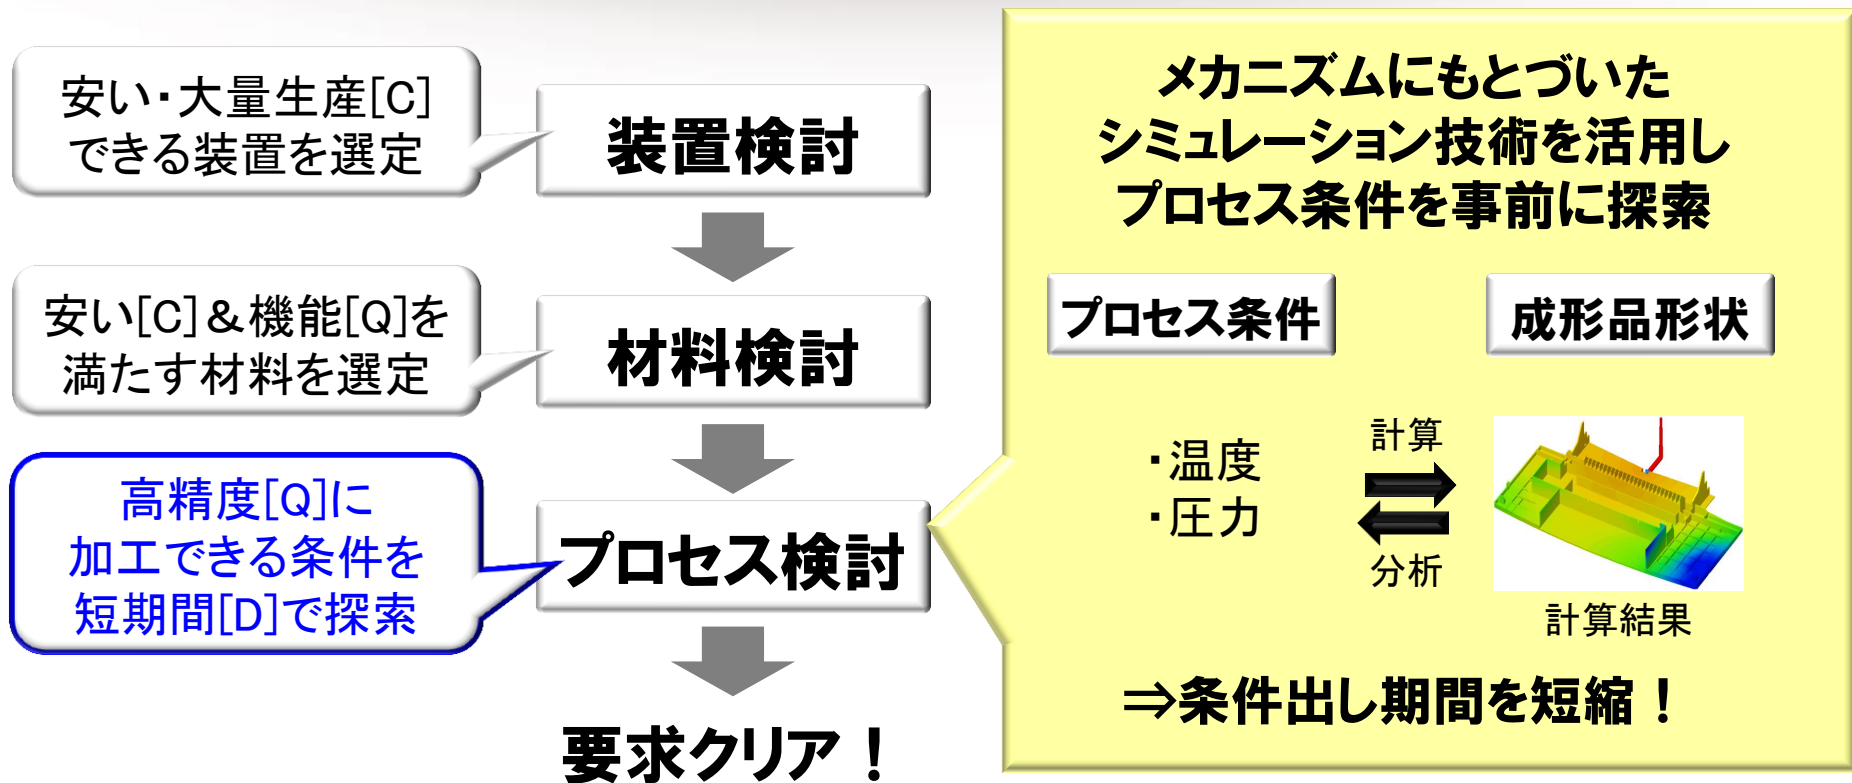 安い・大量生産[C]
できる装置を選定
装置検討
安い[C]＆機能[Q]を
満たす材料を選定
材料検討
高精度[Q]に
加工できる条件を
短期間[D]で探索
プロセス検討
要求クリア！
メカニズムにもとづいた
シミュレーション技術を活用し
プロセス条件を事前に探索
プロセス条件
成形品形状
・温度
・圧力
計算
分析
計算結果
⇒条件出し期間を短縮！